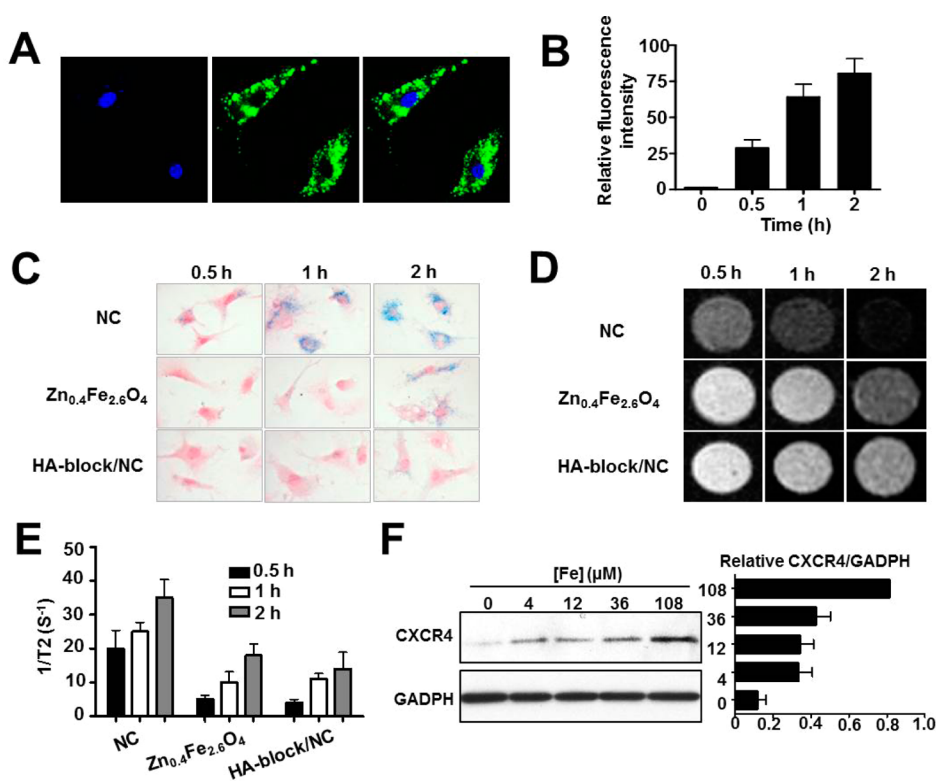 A
B
Relative fluorescence
intensity
100
75
50
25
0
0 0.5 1 2
Time (h)
C
0.5 h 1 h 2 h
NC
Zn0.4Fe2.6O4
HA-block/NC
D
0.5 h 1 h 2 h
NC
Zn0.4Fe2.6O4
HA-block/NC
E
1/T2 (S-1)
50
40
30
20
10
0
0.5 h
1 h
2 h
NC
Zn0.4Fe2.6O4
HA-block/NC
F
[Fe] (μM)
0 4 12 36 108
CXCR4
GADPH
Relative CXCR4/GADPH
108
36
12
4
0
0 0.2 0.4 0.6 0.8 1.0